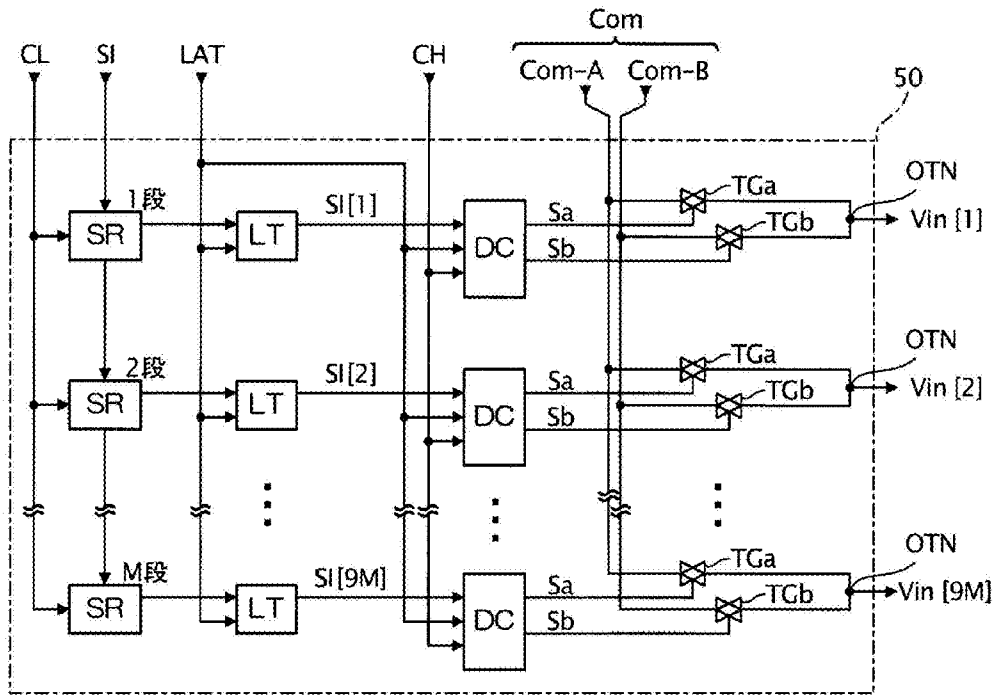 Com
CL SI LAT CH Com-A Com-B
50
1段 SI[1] Sa TGa OTN
SR LT DC Sb TGb Vin [1]
2段 SI[2] Sa TGa OTN
SR LT DC Sb TGb Vin [2]
M段 SI[9M] Sa TGa OTN
SR LT DC Sb TGb Vin [9M]